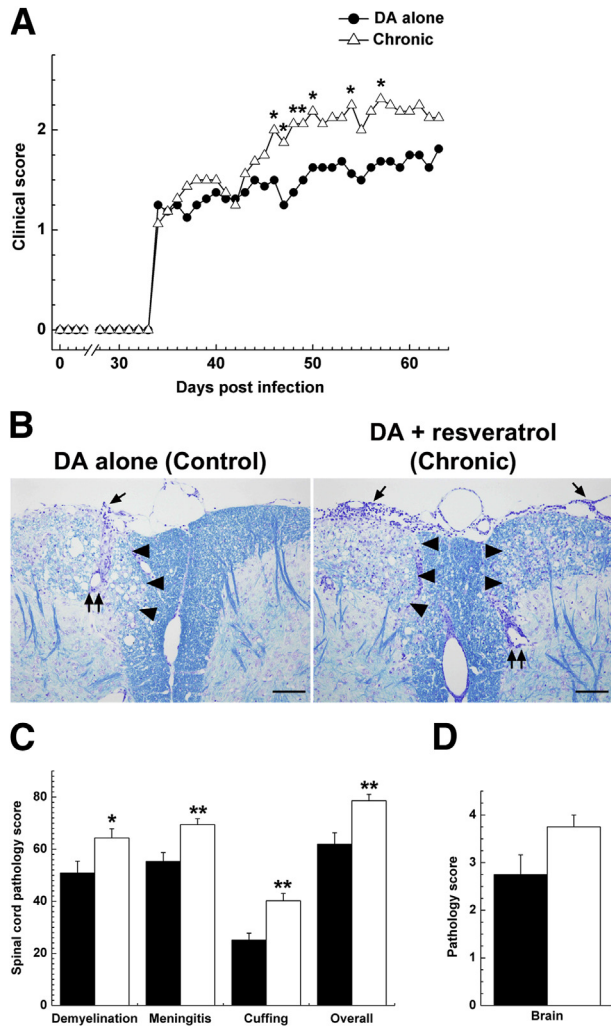 A
DA alone
Chronic
Clinical score
2
1
0
* * ** * * *
0 30 40 50 60
Days post infection
B
DA alone (Control)
DA + resveratrol
(Chronic)
C
D
Spinal cord pathology score
80
60
40
20
0
* ** ** **
Demyelination Meningitis Cuffing Overall
Pathology score
4
3
2
1
0
Brain